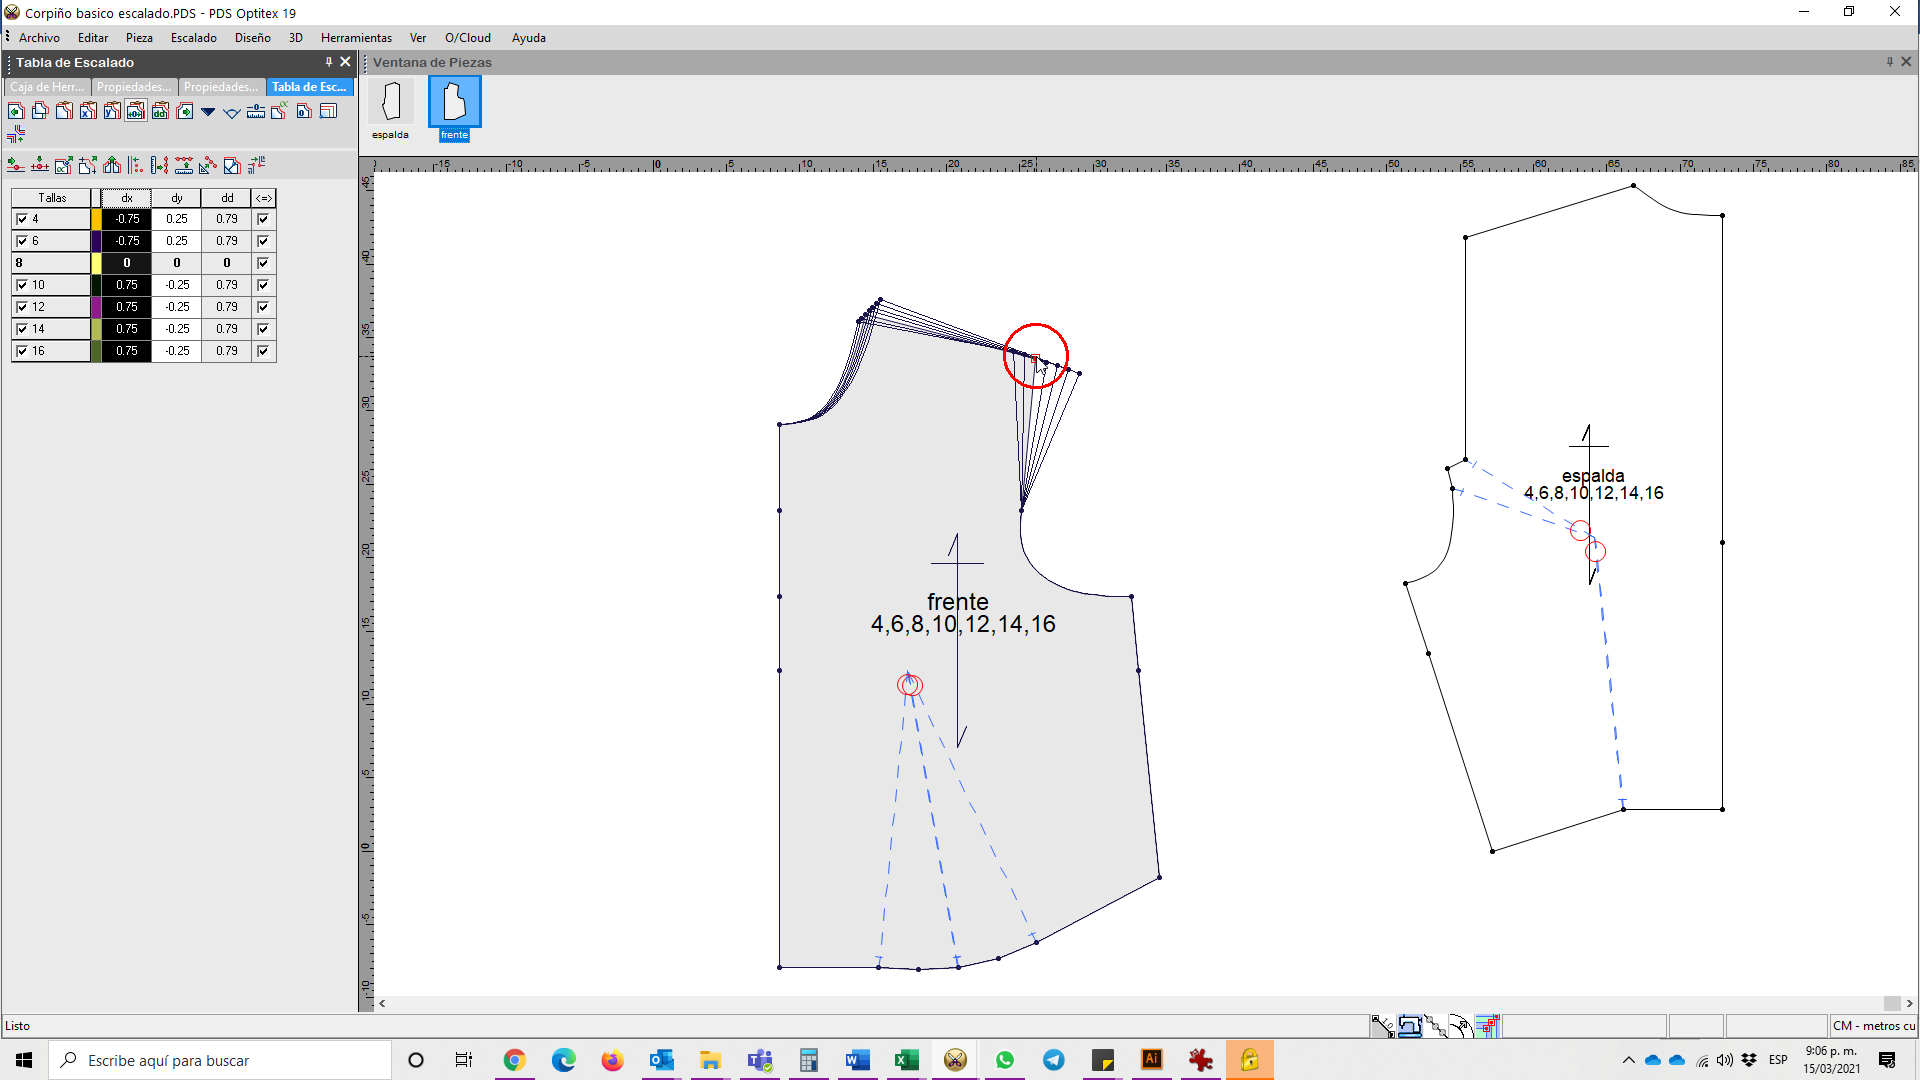 Corpiño basico escalado.PDS - PDS Optitex 19
Archivo Editar Pieza Escalado Diseño 3D Herramientas Ver O/Cloud Ayuda
Tabla de Escalado
Ventana de Piezas
Caja de Herr... Propiedades... Propiedades... Tabla de Esc...
espalda frente
-15 -10 -5 0 5 10 15 20 25 30 35 40 45 50 55 60 65 70 75 80 85
45
40
35
30
25
20
15
10
5
0
-5
-10
Tallas dx dy dd <=>
4 -0.75 0.25 0.79
6 -0.75 0.25 0.79
8 0 0 0
10 0.75 -0.25 0.79
12 0.75 -0.25 0.79
14 0.75 -0.25 0.79
16 0.75 -0.25 0.79
espalda
4,6,8,10,12,14,16
frente
4,6,8,10,12,14,16
Listo
CM - metros cu
Escribe aquí para buscar
ESP
9:06 p. m.
15/03/2021